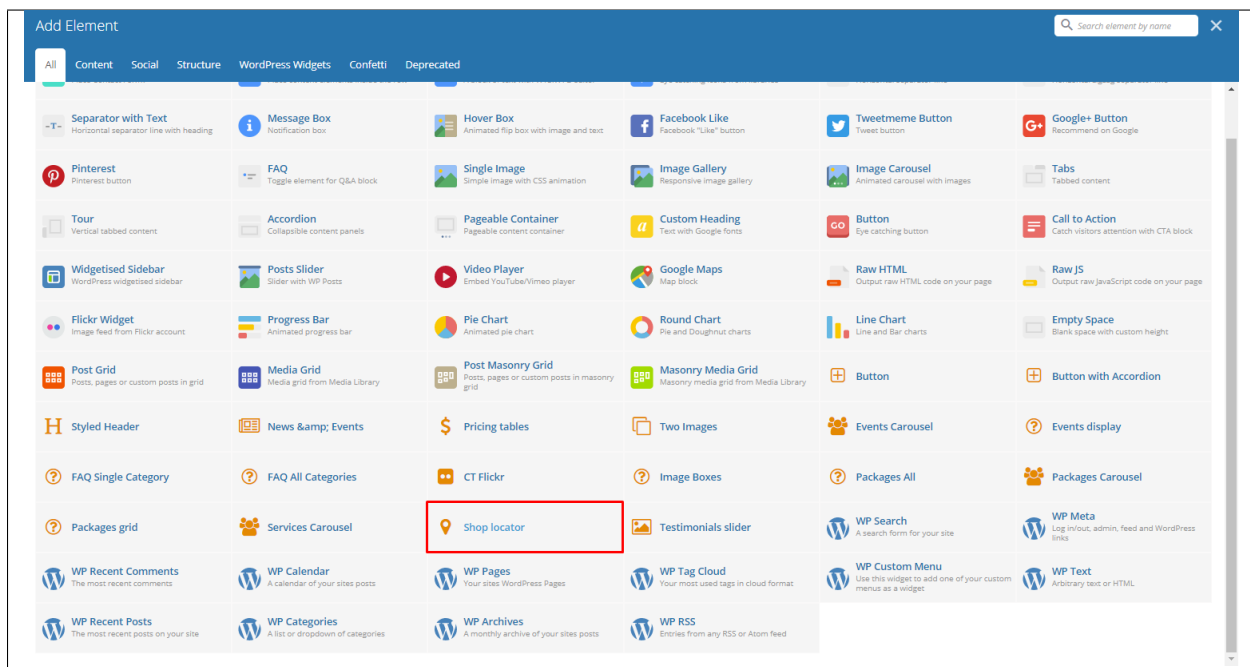 Add Element
Search element by name
All Content Social Structure WordPress Widgets Confetti Deprecated
Separator with Text
Horizontal separator line with heading
Message Box
Notification box
Hover Box
Animated flip box with image and text
Facebook Like
Facebook "Like" button
Tweetmeme Button
Tweet button
Google+ Button
Recommend on Google
Pinterest
Pinterest button
FAQ
Toggle element for Q&A block
Single Image
Simple image with CSS animation
Image Gallery
Responsive image gallery
Image Carousel
Animated carousel with images
Tabs
Tabbed content
Tour
Vertical tabbed content
Accordion
Collapsible content panels
Pageable Container
Pageable content container
Custom Heading
Text with Google fonts
GO
Button
Eye catching button
Call to Action
Catch visitors attention with CTA block
Widgetised Sidebar
WordPress widgetised sidebar
Posts Slider
Slider with WP Posts
Video Player
Embed YouTube/Vimeo player
Google Maps
Map block
Raw HTML
Output raw HTML code on your page
Raw JS
Output raw JavaScript code on your page
Flickr Widget
Image feed from Flickr account
Progress Bar
Animated progress bar
Pie Chart
Animated pie chart
Round Chart
Pie and Doughnut charts
Line Chart
Line and Bar charts
Empty Space
Blank space with custom height
Post Grid
Posts, pages or custom posts in grid
Media Grid
Media grid from Media Library
Post Masonry Grid
Posts, pages or custom posts in masonry
grid
Masonry Media Grid
Masonry media grid from Media Library
Button
Button with Accordion
Styled Header
News &amp; Events
Pricing tables
Two Images
Events Carousel
Events display
FAQ Single Category
FAQ All Categories
CT Flickr
Image Boxes
Packages All
Packages Carousel
Packages grid
Services Carousel
Shop locator
Testimonials slider
WP Search
A search form for your site
WP Meta
Log in/out, admin, feed and WordPress
links
WP Recent Comments
The most recent comments
WP Calendar
A calendar of your sites posts
WP Pages
Your sites WordPress Pages
WP Tag Cloud
Your most used tags in cloud format
WP Custom Menu
Use this widget to add one of your custom
menus as a widget
WP Text
Arbitrary text or HTML
WP Recent Posts
The most recent posts on your site
WP Categories
A list or dropdown of categories
WP Archives
A monthly archive of your sites posts
WP RSS
Entries from any RSS or Atom feed